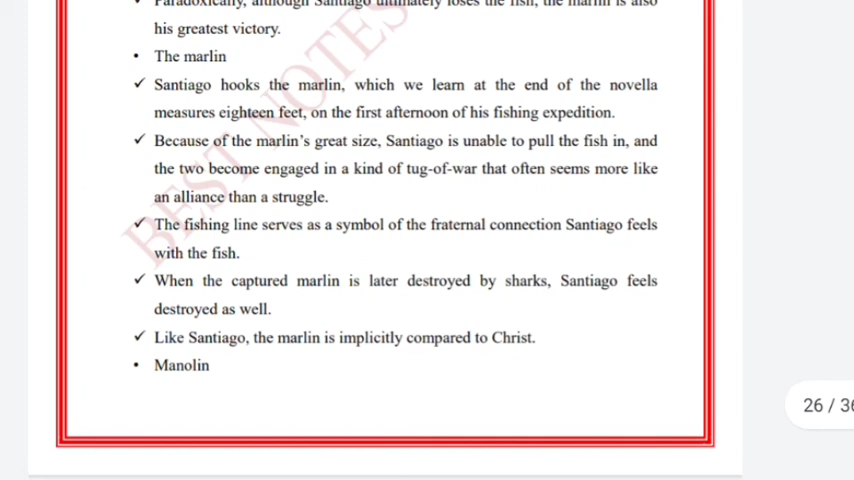 Paradoxically, although Santiago ultimately loses the fish, the marlin is also
his greatest victory.
• The marlin
✓ Santiago hooks the marlin, which we learn at the end of the novella
measures eighteen feet, on the first afternoon of his fishing expedition.
✓ Because of the marlin's great size, Santiago is unable to pull the fish in, and
the two become engaged in a kind of tug-of-war that often seems more like
an alliance than a struggle.
✓ The fishing line serves as a symbol of the fraternal connection Santiago feels
with the fish.
✓ When the captured marlin is later destroyed by sharks, Santiago feels
destroyed as well.
✓ Like Santiago, the marlin is implicitly compared to Christ.
• Manolin
BEST NOTES
26 / 36